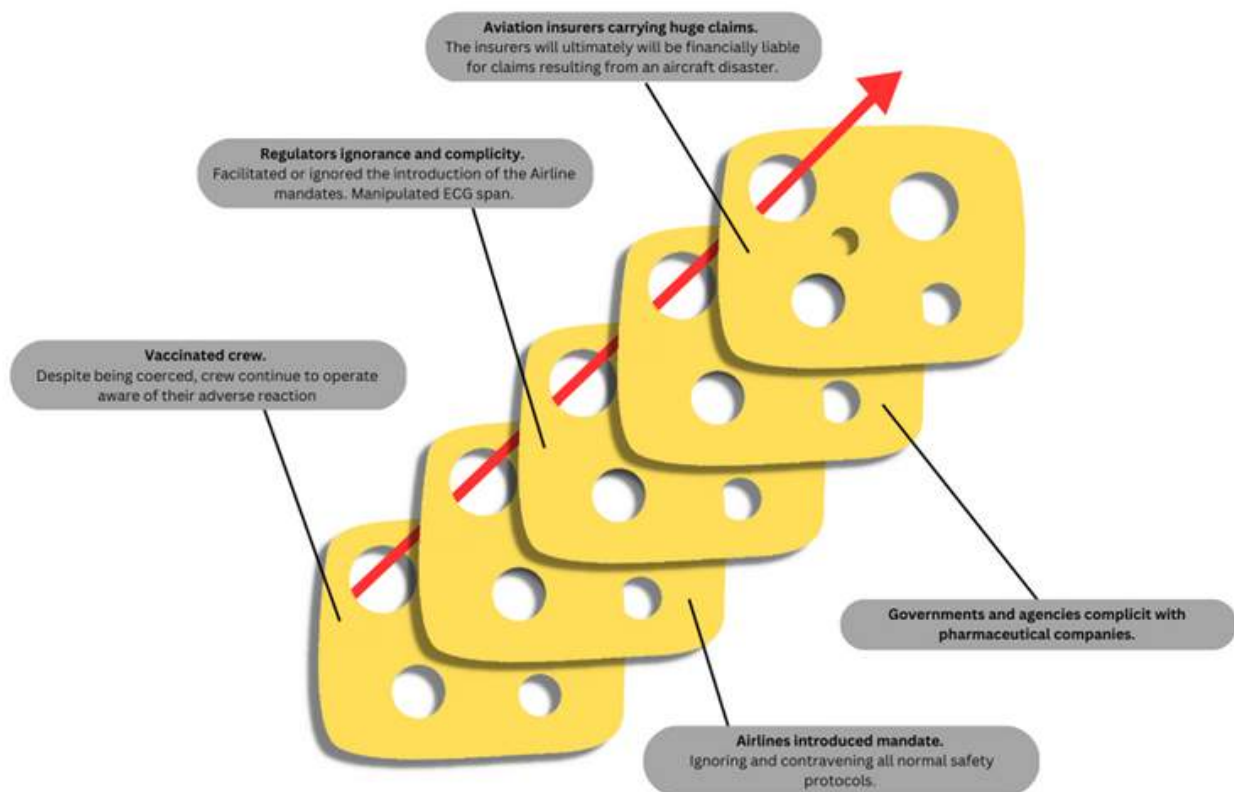 Aviation insurers carrying huge claims.
The insurers will ultimately will be financially liable
for claims resulting from an aircraft disaster.
Regulators ignorance and complicity.
Facilitated or ignored the introduction of the Airline
mandates. Manipulated ECG span.
Vaccinated crew.
Despite being coerced, crew continue to operate
aware of their adverse reaction
Governments and agencies complicit with
pharmaceutical companies.
Airlines introduced mandate.
Ignoring and contravening all normal safety
protocols.